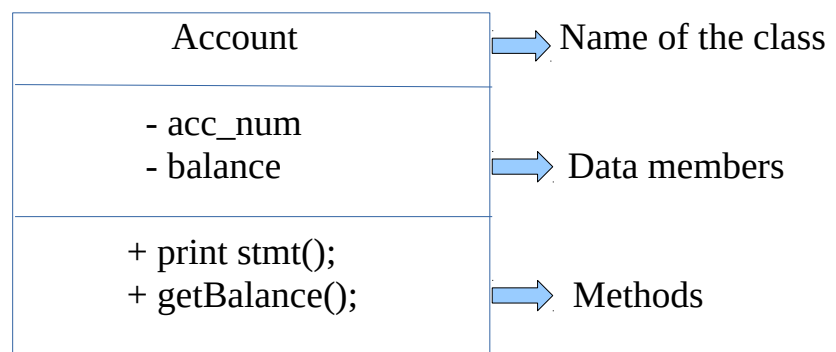 Account
Name of the class
- acc_num
- balance
Data members
+ print stmt();
+ getBalance();
Methods